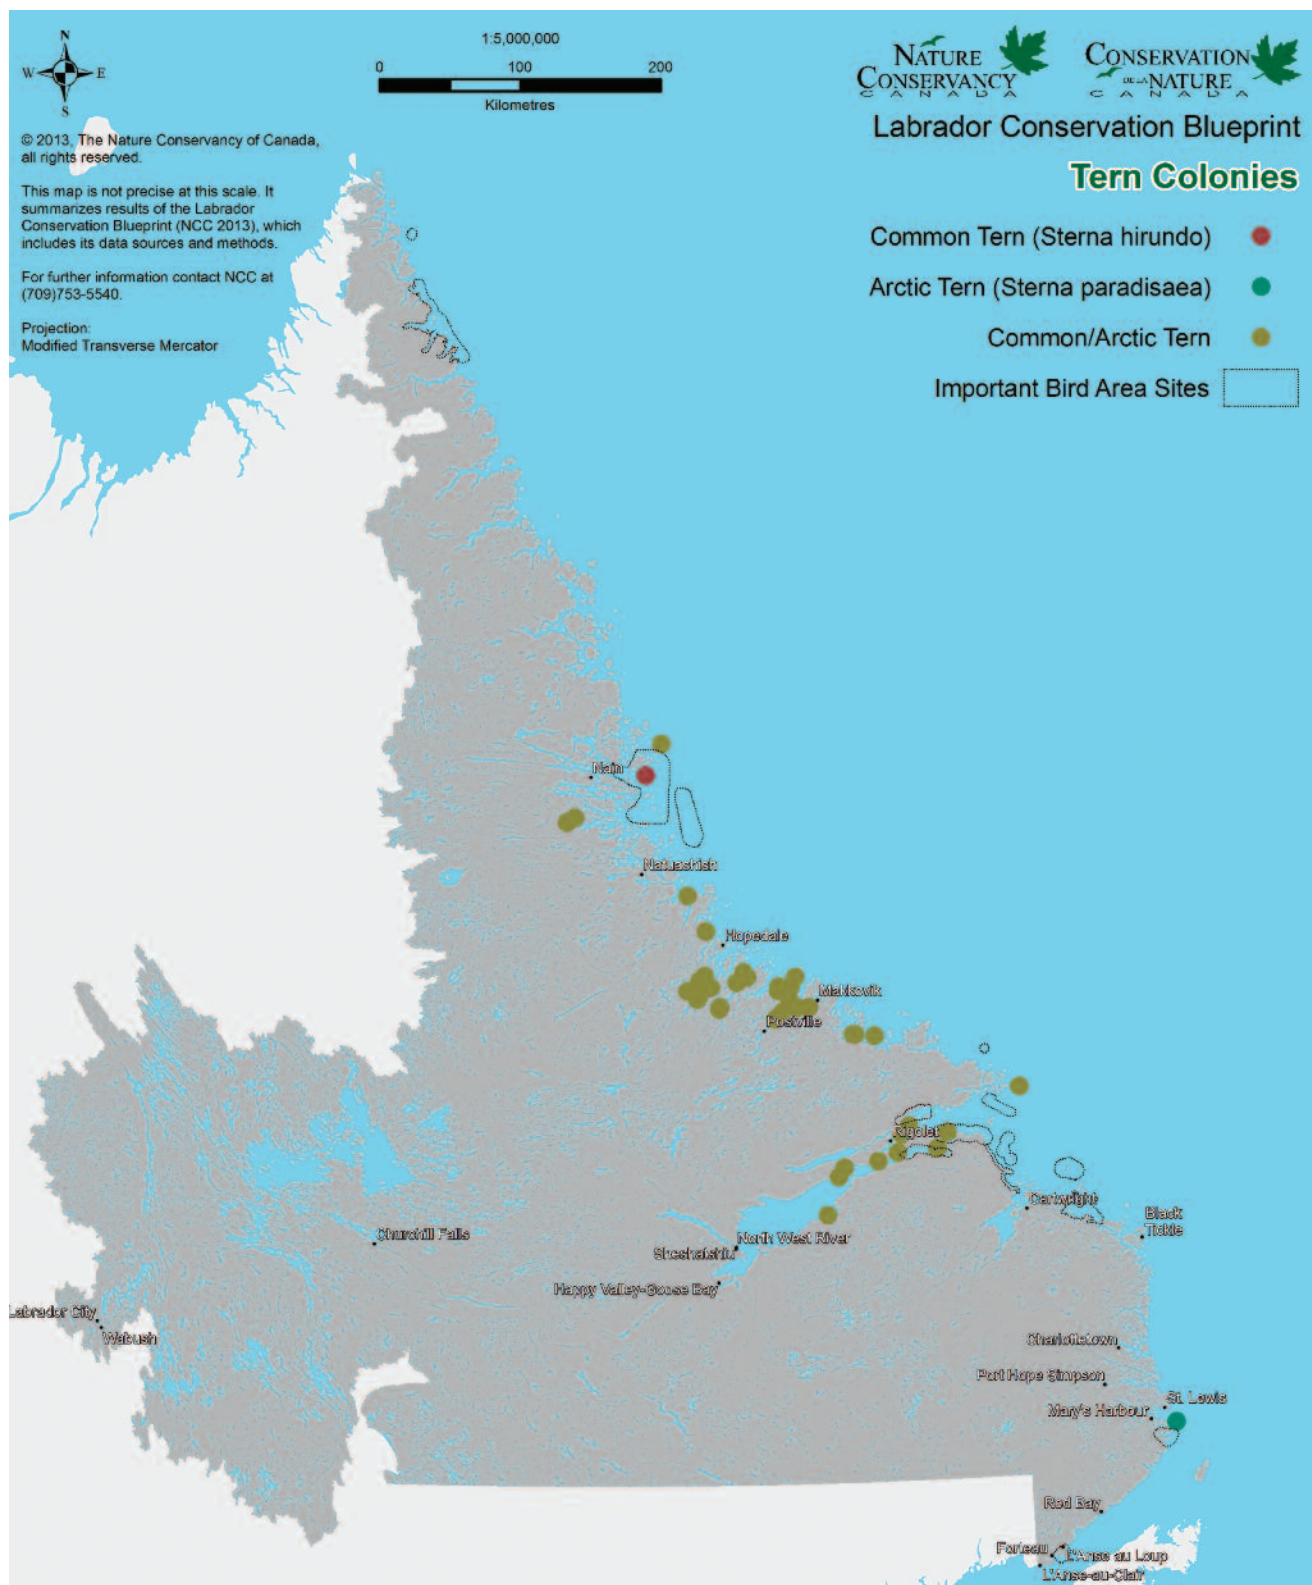 N
W E
S
1:5,000,000
0 100 200
Kilometres
NATURE
CONSERVANCY
CANADA
CONSERVATION
DE LA NATURE
CANADA
Labrador Conservation Blueprint
Tern Colonies
Common Tern (Sterna hirundo)
Arctic Tern (Sterna paradisaea)
Common/Arctic Tern
Important Bird Area Sites
© 2013, The Nature Conservancy of Canada,
all rights reserved.
This map is not precise at this scale. It
summarizes results of the Labrador
Conservation Blueprint (NCC 2013), which
includes its data sources and methods.
For further information contact NCC at
(709)753-5540.
Projection:
Modified Transverse Mercator
Nain
Natuashish
Hopedale
Makkovik
Postville
Rigolet
Cartwright
Black
Tickle
North West River
Sheshatshiu
Churchill Falls
Happy Valley-Goose Bay
Labrador City
Wabush
Charlottetown
Port Hope Simpson
St. Lewis
Mary's Harbour
Red Bay
Forteau
L'Anse au Loup
L'Anse-au-Clair